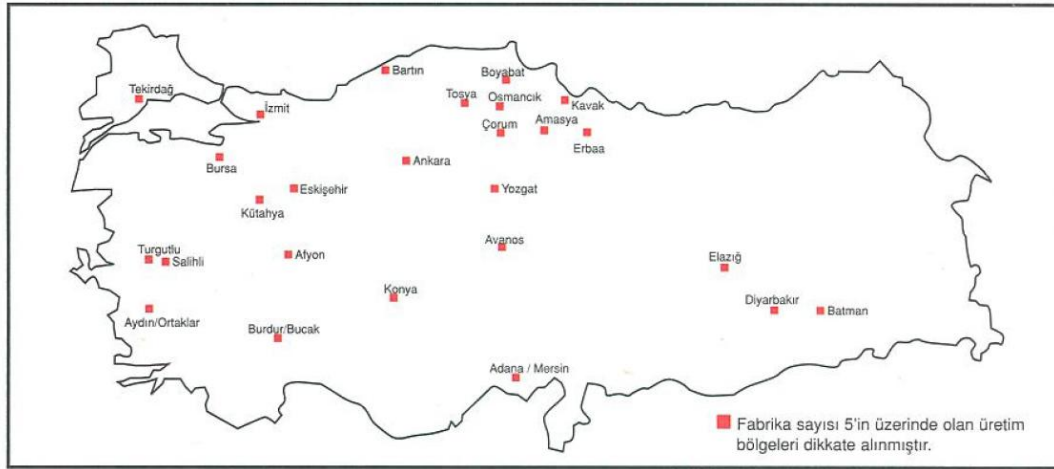 Bartın
Boyabat
Tekirdağ
Tosya
Osmancık
Kavak
İzmit
Çorum
Amasya
Erbaa
Bursa
Ankara
Eskişehir
Yozgat
Kütahya
Turgutlu
Salihli
Afyon
Avanos
Elazığ
Konya
Diyarbakır
Batman
Aydın/Ortaklar
Burdur/Bucak
Adana / Mersin
Fabrika sayısı 5'in üzerinde olan üretim
bölgeleri dikkate alınmıştır.